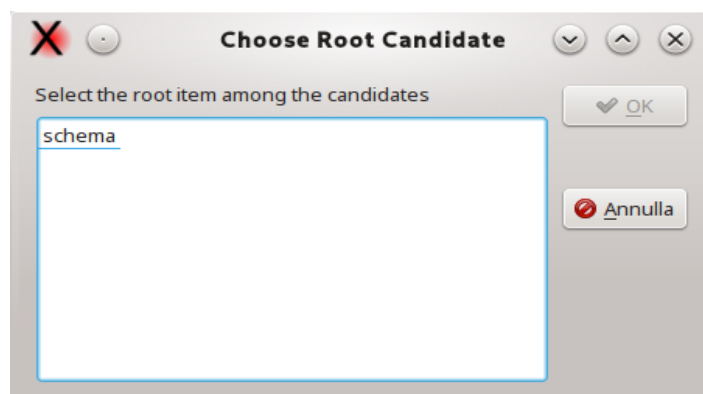 Choose Root Candidate
Select the root item among the candidates
OK
schema
Annulla